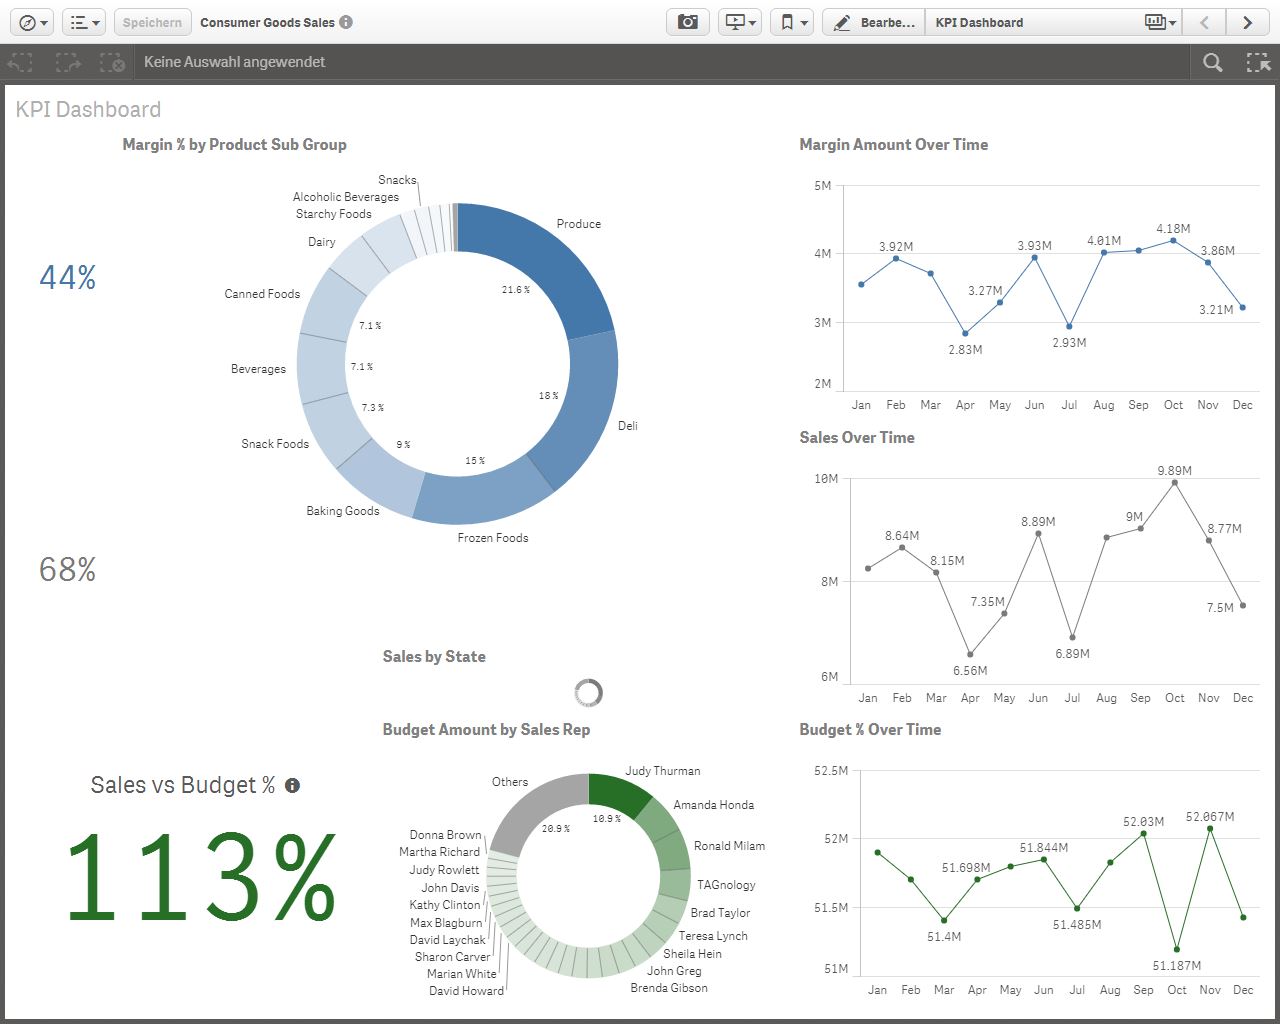 Speichern
Consumer Goods Sales
Bearbe...
KPI Dashboard
Keine Auswahl angewendet
KPI Dashboard
44%
68%
Margin % by Product Sub Group
Snacks
Alcoholic Beverages
Starchy Foods
Dairy
Canned Foods
Beverages
Snack Foods
Baking Goods
Frozen Foods
Deli
Produce
21.6 %
18 %
15 %
9 %
7.3 %
7.1 %
7.1 %
Margin Amount Over Time
5M
4M
3M
2M
3.92M
2.83M
3.27M
3.93M
2.93M
4.01M
4.18M
3.86M
3.21M
Jan Feb Mar Apr May Jun Jul Aug Sep Oct Nov Dec
Sales Over Time
10M
8M
6M
8.64M
8.15M
6.56M
7.35M
8.89M
6.89M
9M
9.89M
8.77M
7.5M
Jan Feb Mar Apr May Jun Jul Aug Sep Oct Nov Dec
Sales by State
Sales vs Budget %
113%
Budget Amount by Sales Rep
Others
Judy Thurman
Amanda Honda
Ronald Milam
TAGnology
Brad Taylor
Teresa Lynch
Sheila Hein
John Greg
Brenda Gibson
Donna Brown
Martha Richard
Judy Rowlett
John Davis
Kathy Clinton
Max Blagburn
David Laychak
Sharon Carver
Marian White
David Howard
20.9 %
10.9 %
Budget % Over Time
52.5M
52M
51.5M
51M
51.4M
51.698M
51.844M
51.485M
52.03M
51.187M
52.067M
Jan Feb Mar Apr May Jun Jul Aug Sep Oct Nov Dec